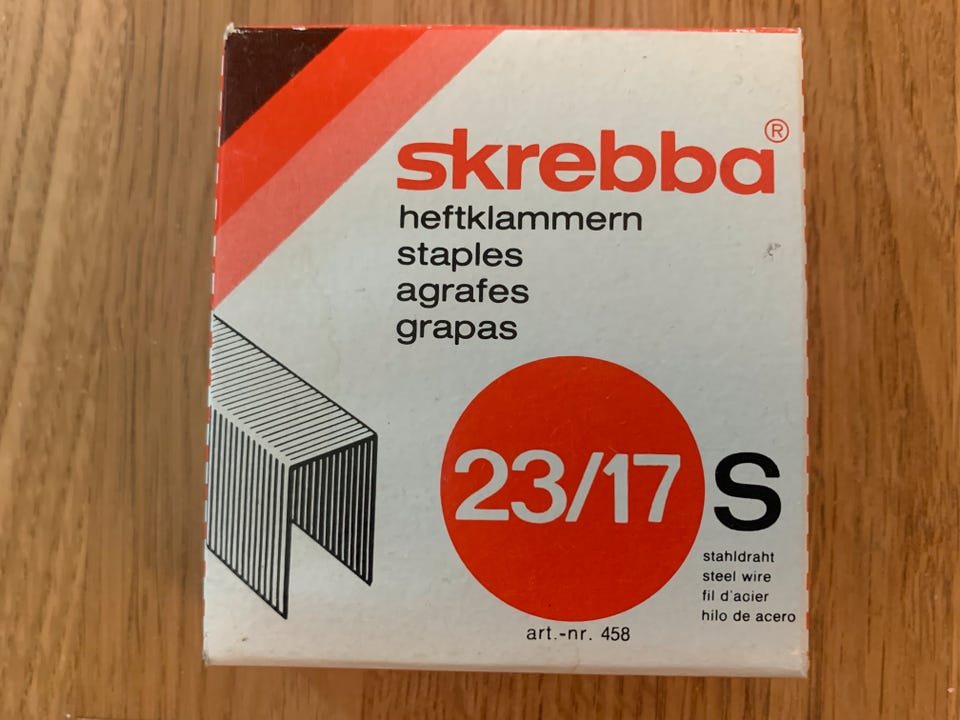 skrebba®
heftklammern
staples
agrafes
grapas
23/17 S
stahldraht
steel wire
fil d'acier
hilo de acero
art.-nr. 458